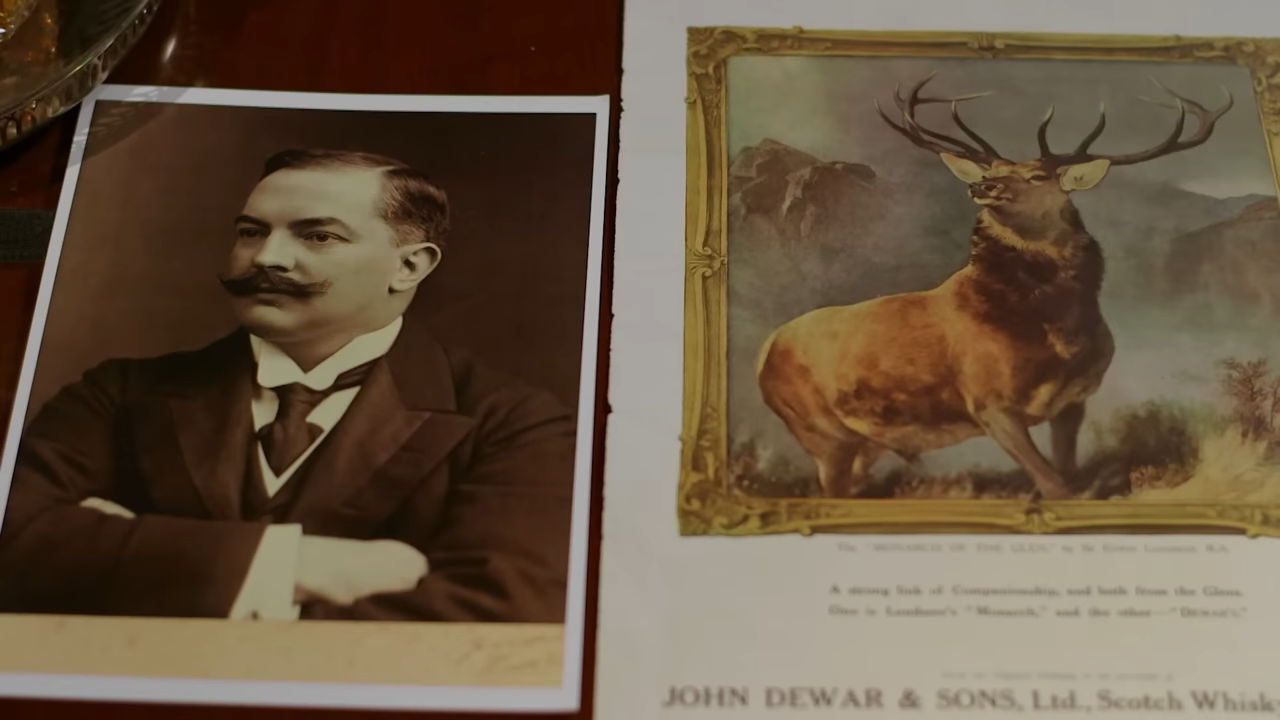 The "MONARCH OF THE GLEN," by Sir Edwin Landseer, R.A.
A strong link of Companionship, and both from the Glens.
One is Landseer's "Monarch," and the other—"DEWAR'S."
JOHN DEWAR & SONS, Ltd., Scotch Whisky